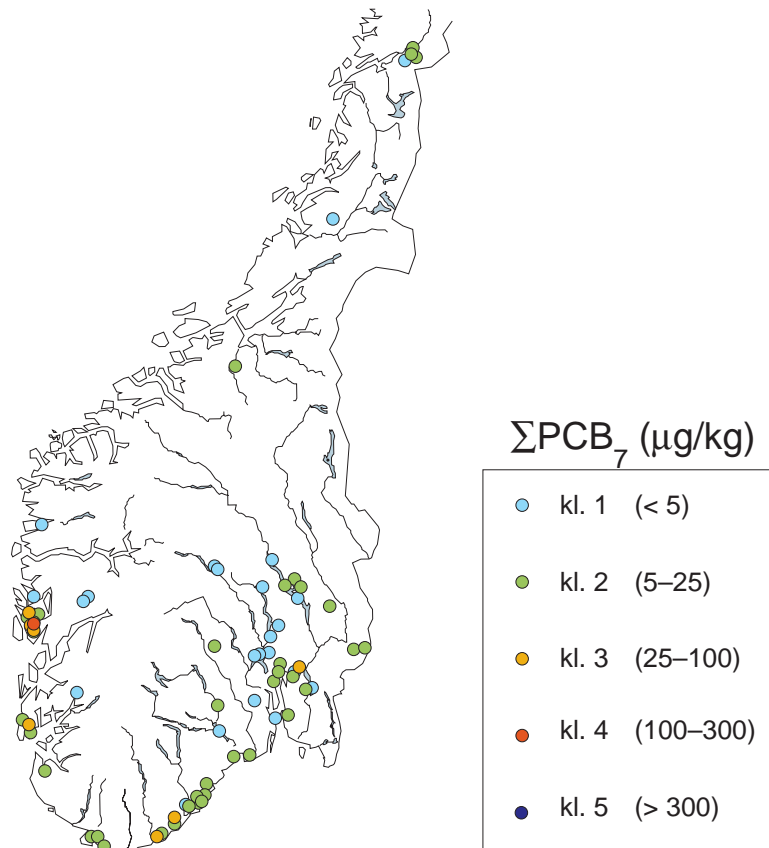 ∑PCB7 (μg/kg)
kl. 1 (< 5)
kl. 2 (5–25)
kl. 3 (25–100)
kl. 4 (100–300)
kl. 5 (> 300)